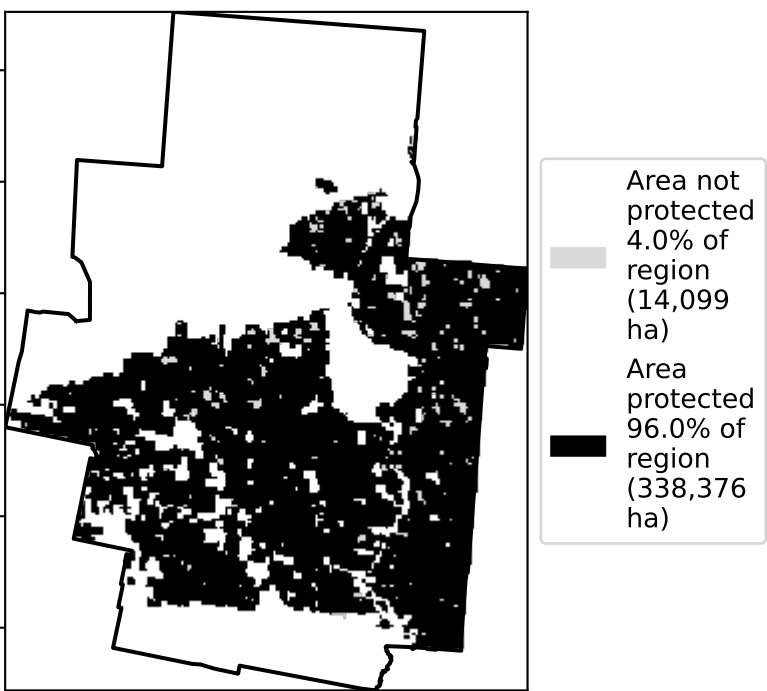 Area not
protected
4.0% of
region
(14,099
ha)
Area
protected
96.0% of
region
(338,376
ha)